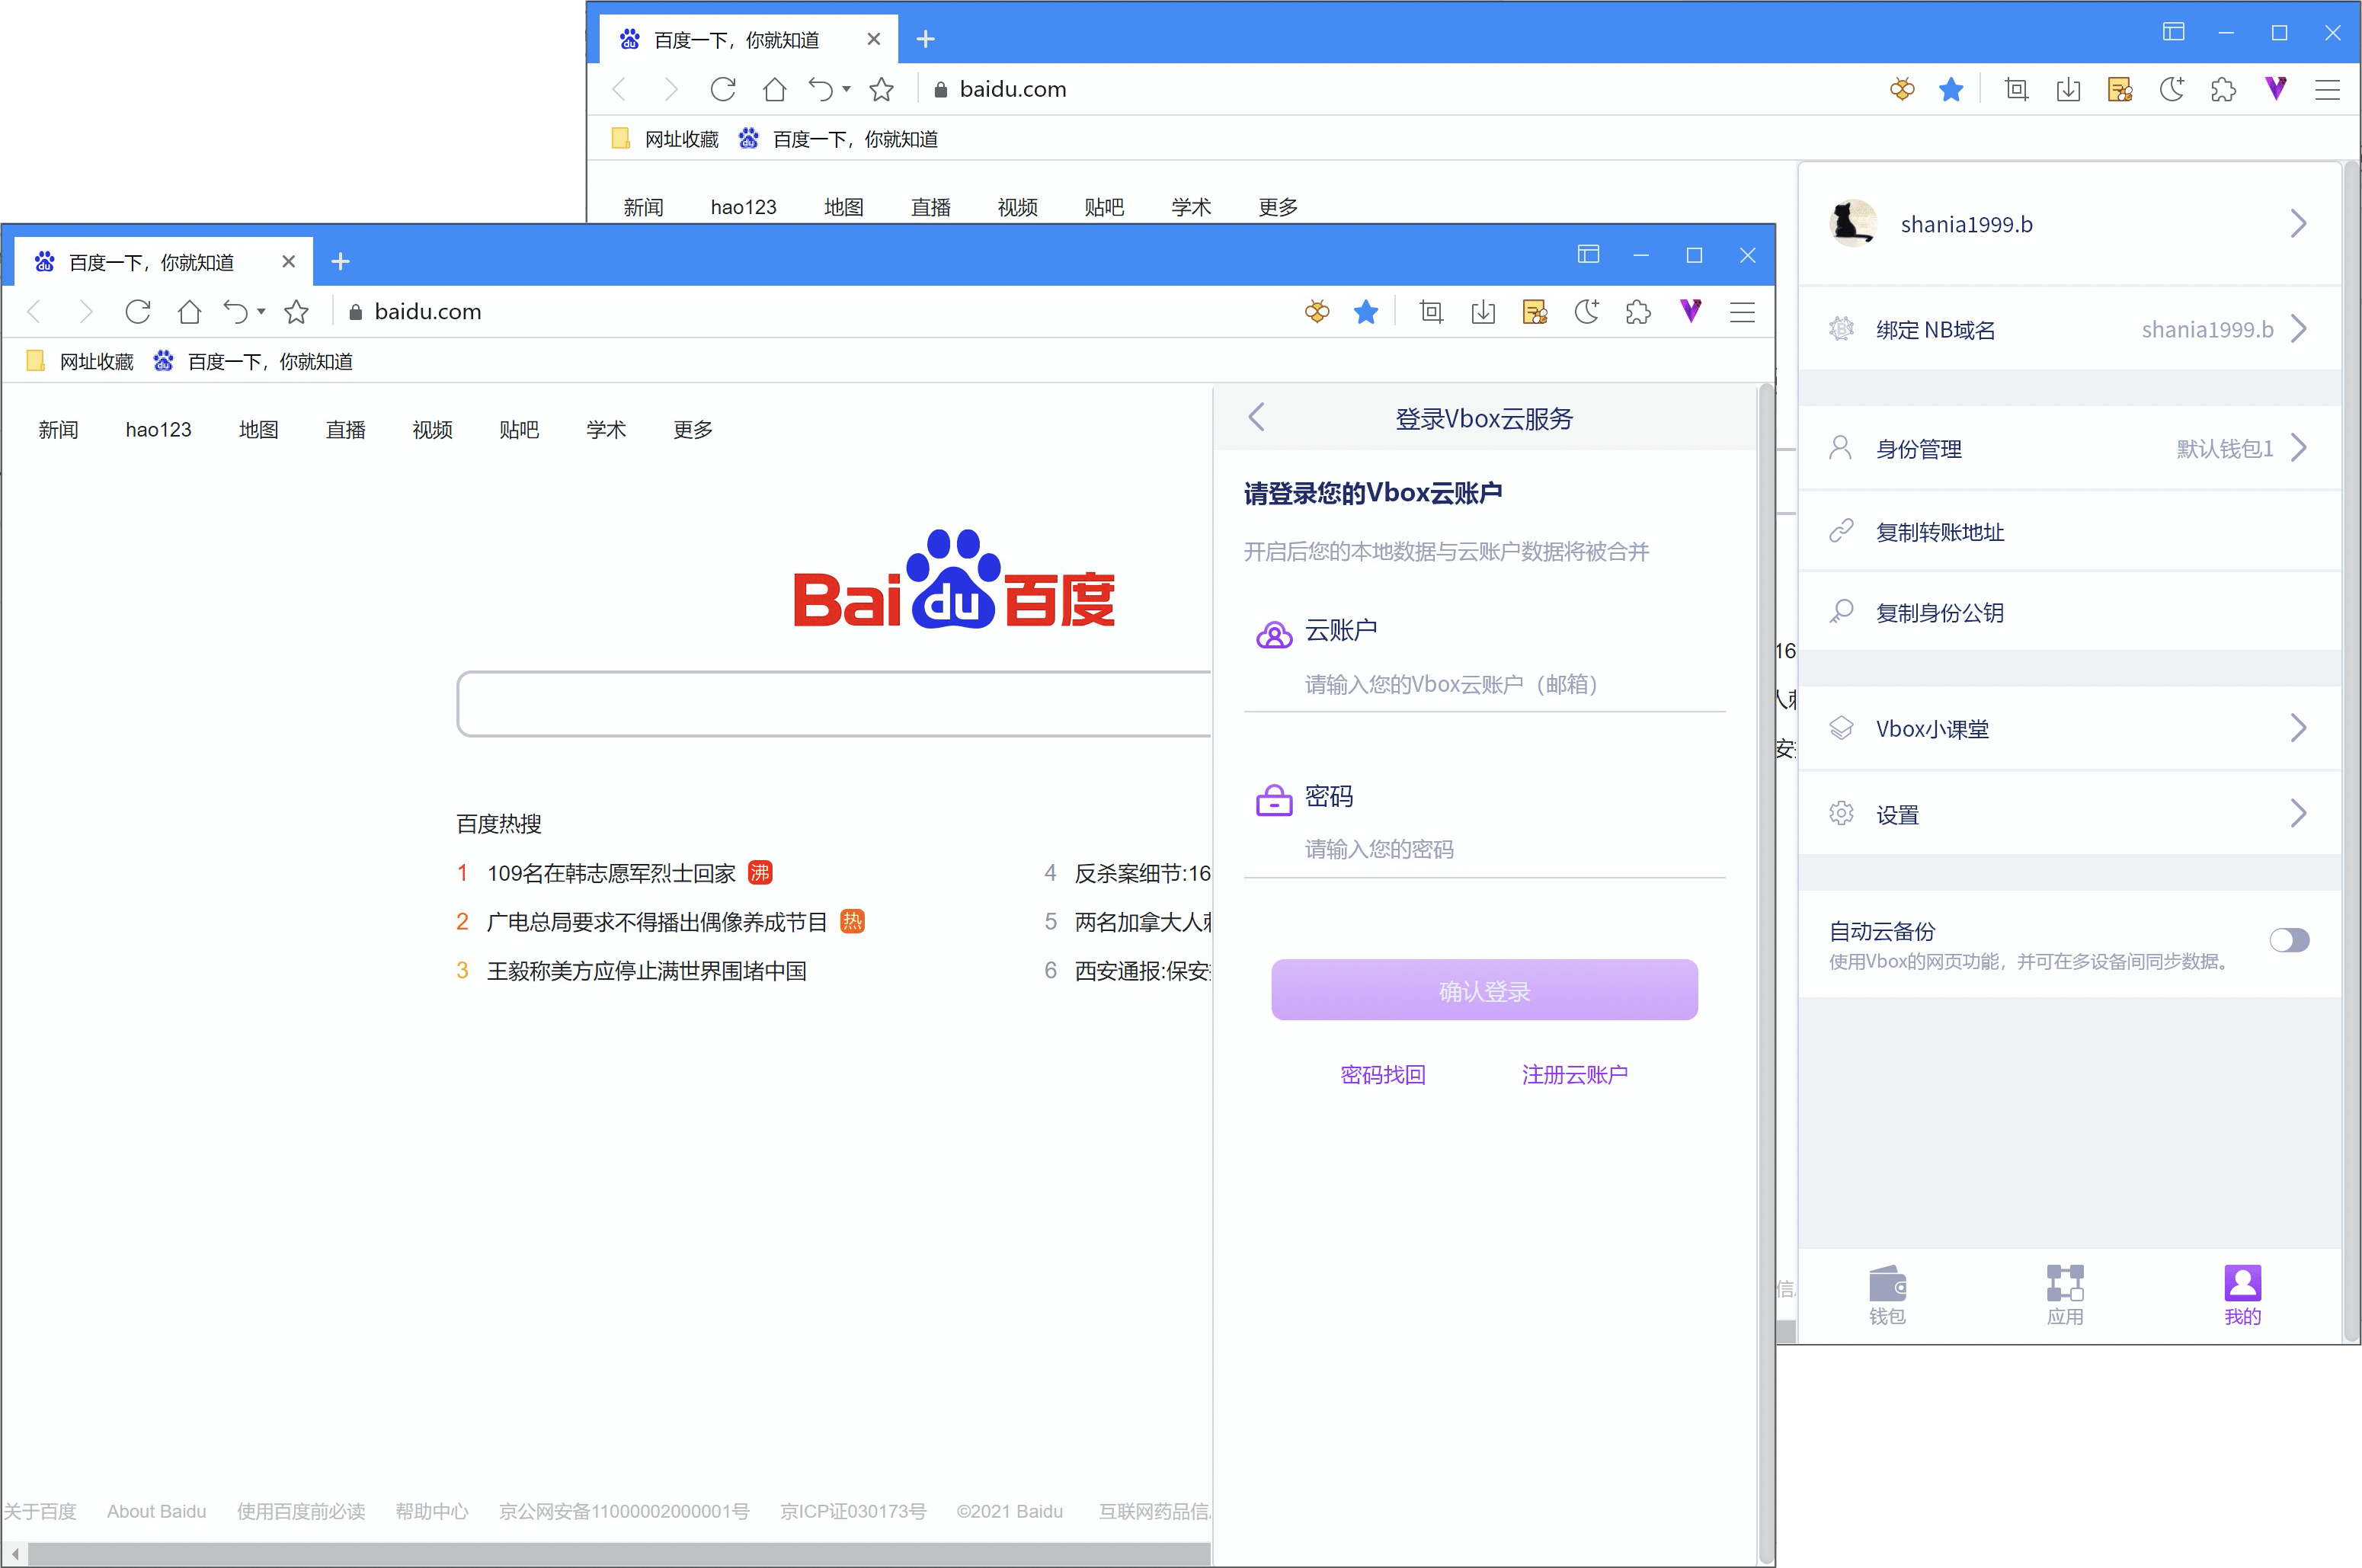 百度一下，你就知道
baidu.com
网址收藏 百度一下，你就知道
新闻 hao123 地图 直播 视频 贴吧 学术 更多
shania1999.b
绑定 NB域名 shania1999.b
身份管理 默认钱包1
复制转账地址
复制身份公钥
Vbox小课堂
设置
自动云备份
使用Vbox的网页功能，并可在多设备间同步数据。
钱包 应用 我的
16
安
信
百度一下，你就知道
baidu.com
网址收藏 百度一下，你就知道
新闻 hao123 地图 直播 视频 贴吧 学术 更多
Bai du 百度
百度热搜
1 109名在韩志愿军烈士回家 沸
2 广电总局要求不得播出偶像养成节目 热
3 王毅称美方应停止满世界围堵中国
4 反杀案细节:16
5 两名加拿大人
6 西安通报:保安
关于百度 About Baidu 使用百度前必读 帮助中心 京公网安备11000002000001号 京ICP证030173号 ©2021 Baidu 互联网药品信
登录Vbox云服务
请登录您的Vbox云账户
开启后您的本地数据与云账户数据将被合并
云账户
请输入您的Vbox云账户（邮箱）
密码
请输入您的密码
确认登录
密码找回 注册云账户